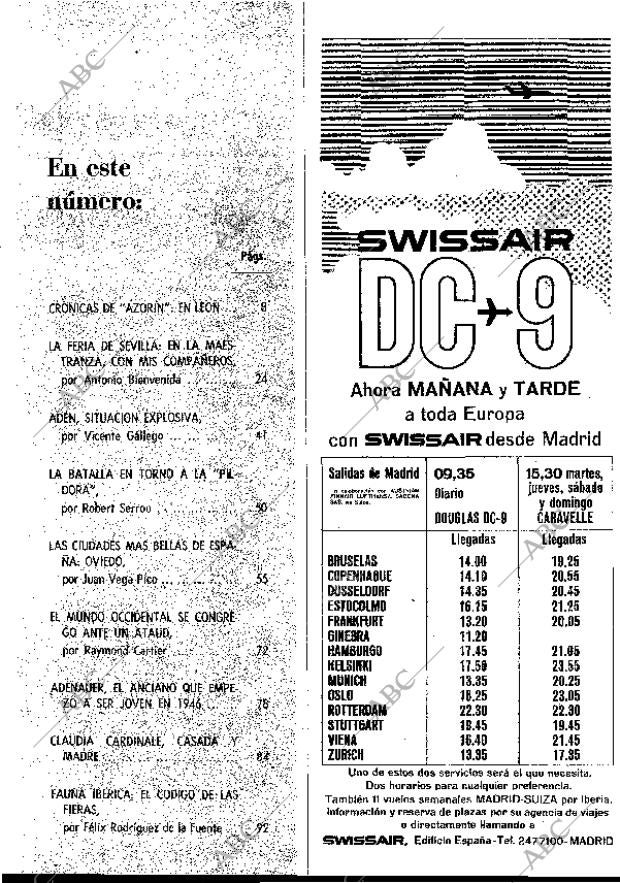 En este
número:
Págs.
CRONICAS DE "AZORIN": EN LEON ... 8
LA FERIA DE SEVILLA: EN LA MAES-
TRANZA, CON MIS COMPAÑEROS,
por Antonio Bienvenida ... 24
ADEN, SITUACION EXPLOSIVA,
por Vicente Gállego ... 41
LA BATALLA EN TORNO A LA "PIL-
DORA",
por Robert Serrou ... 50
LAS CIUDADES MAS BELLAS DE ESPA-
ÑA: OVIEDO,
por Juan Vega Pico ... 55
EL MUNDO OCCIDENTAL SE CONGRE-
GO ANTE UN ATAUD,
por Raymond Cartier ... 72
ADENAUER, EL ANCIANO QUE EMPE-
ZO A SER JOVEN EN 1946 ... 78
CLAUDIA CARDINALE, CASADA Y
MADRE ... 84
FAUNA IBERICA: EL CODIGO DE LAS
FIERAS,
por Félix Rodríguez de la Fuente ... 92
SWISSAIR
DC-9
Ahora MAÑANA y TARDE
a toda Europa
con SWISSAIR desde Madrid
Salidas de Madrid 09,35 15,30 martes,
Diario jueves, sábado
y domingo
DOUGLAS DC-9 CARAVELLE
Llegadas Llegadas
BRUSELAS 14.00 19.25
COPENHAGUE 14.10 20.55
DUSSELDORF 14.35 20.45
ESTOCOLMO 16.15 21.25
FRANKFURT 13.20 20.05
GINEBRA 11.20
HAMBURGO 17.45 21.05
HELSINKI 17.50 23.55
MUNICH 13.35 20.25
OSLO 16.25 23.05
ROTTERDAM 22.30 22.30
STUTTGART 18.45 19.45
VIENA 16.40 21.45
ZURICH 13.35 17.35
Uno de estos dos servicios será el que necesita.
Dos horarios para cualquier preferencia.
También 11 vuelos semanales MADRID-SUIZA por Iberia.
Información y reserva de plazas por su agencia de viajes
o directamente llamando a
SWISSAIR, Edificio España-Tel. 2477100-MADRID